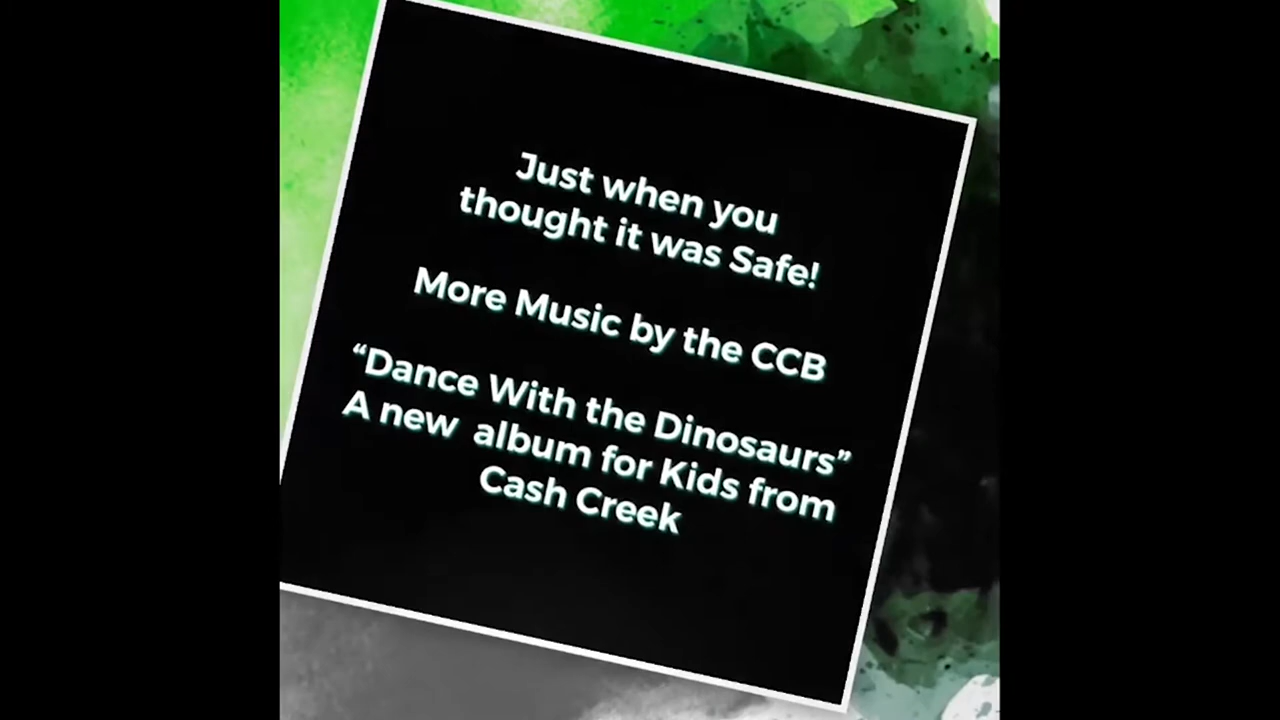 Just when you
thought it was Safe!
More Music by the CCB
“Dance With the Dinosaurs”
A new album for Kids from
Cash Creek